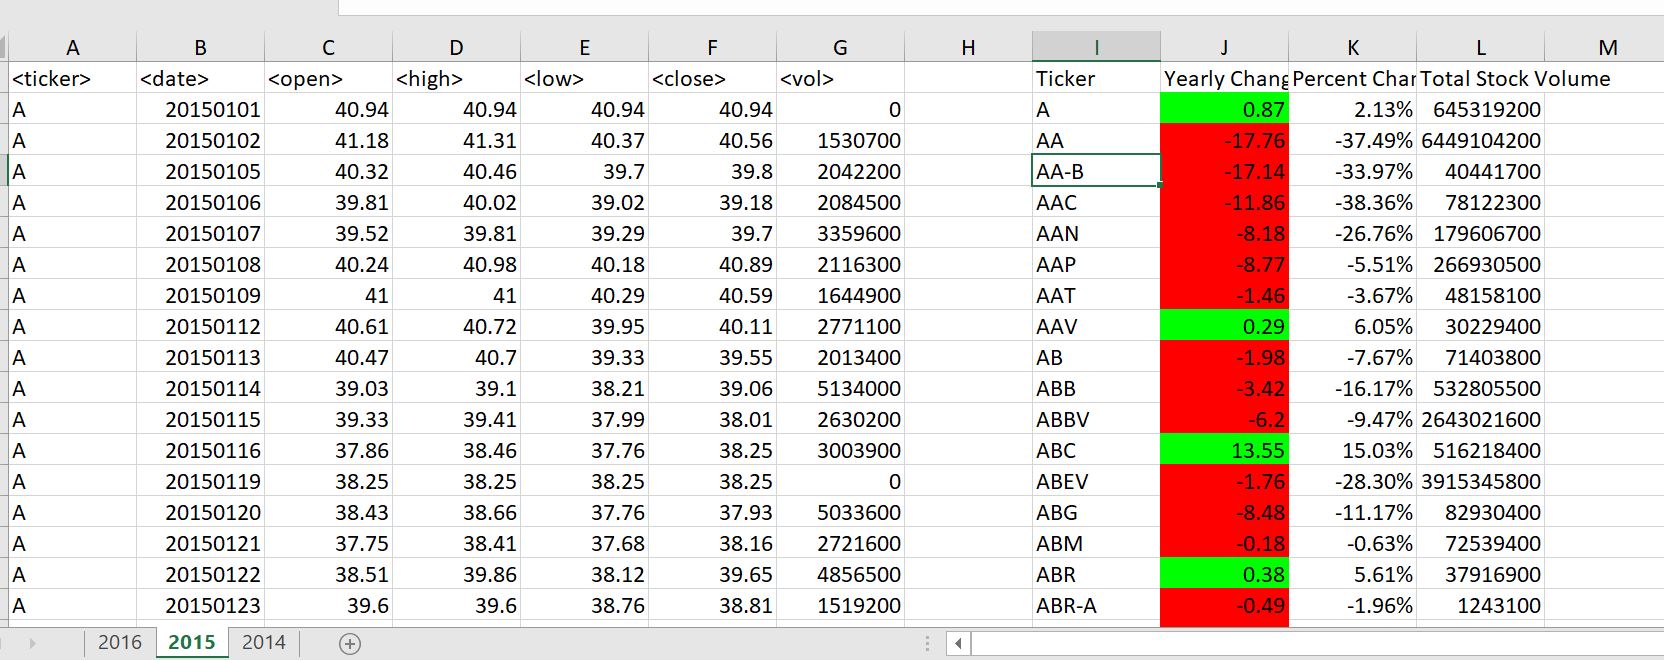 A B C D E F G H I J K L M
<ticker> <date> <open> <high> <low> <close> <vol> Ticker Yearly Chang Percent Char Total Stock Volume
A 20150101 40.94 40.94 40.94 40.94 0 A 0.87 2.13% 645319200
A 20150102 41.18 41.31 40.37 40.56 1530700 AA -17.76 -37.49% 6449104200
A 20150105 40.32 40.46 39.7 39.8 2042200 AA-B -17.14 -33.97% 40441700
A 20150106 39.81 40.02 39.02 39.18 2084500 AAC -11.86 -38.36% 78122300
A 20150107 39.52 39.81 39.29 39.7 3359600 AAN -8.18 -26.76% 179606700
A 20150108 40.24 40.98 40.18 40.89 2116300 AAP -8.77 -5.51% 266930500
A 20150109 41 41 40.29 40.59 1644900 AAT -1.46 -3.67% 48158100
A 20150112 40.61 40.72 39.95 40.11 2771100 AAV 0.29 6.05% 30229400
A 20150113 40.47 40.7 39.33 39.55 2013400 AB -1.98 -7.67% 71403800
A 20150114 39.03 39.1 38.21 39.06 5134000 ABB -3.42 -16.17% 532805500
A 20150115 39.33 39.41 37.99 38.01 2630200 ABBV -6.2 -9.47% 2643021600
A 20150116 37.86 38.46 37.76 38.25 3003900 ABC 13.55 15.03% 516218400
A 20150119 38.25 38.25 38.25 38.25 0 ABEV -1.76 -28.30% 3915345800
A 20150120 38.43 38.66 37.76 37.93 5033600 ABG -8.48 -11.17% 82930400
A 20150121 37.75 38.41 37.68 38.16 2721600 ABM -0.18 -0.63% 72539400
A 20150122 38.51 39.86 38.12 39.65 4856500 ABR 0.38 5.61% 37916900
A 20150123 39.6 39.6 38.76 38.81 1519200 ABR-A -0.49 -1.96% 1243100
2016 2015 2014